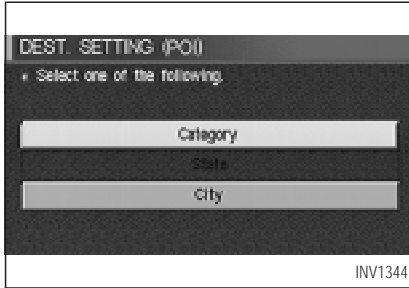 DEST. SETTING (POI)
Select one of the following.
Category
State
City
INV1344